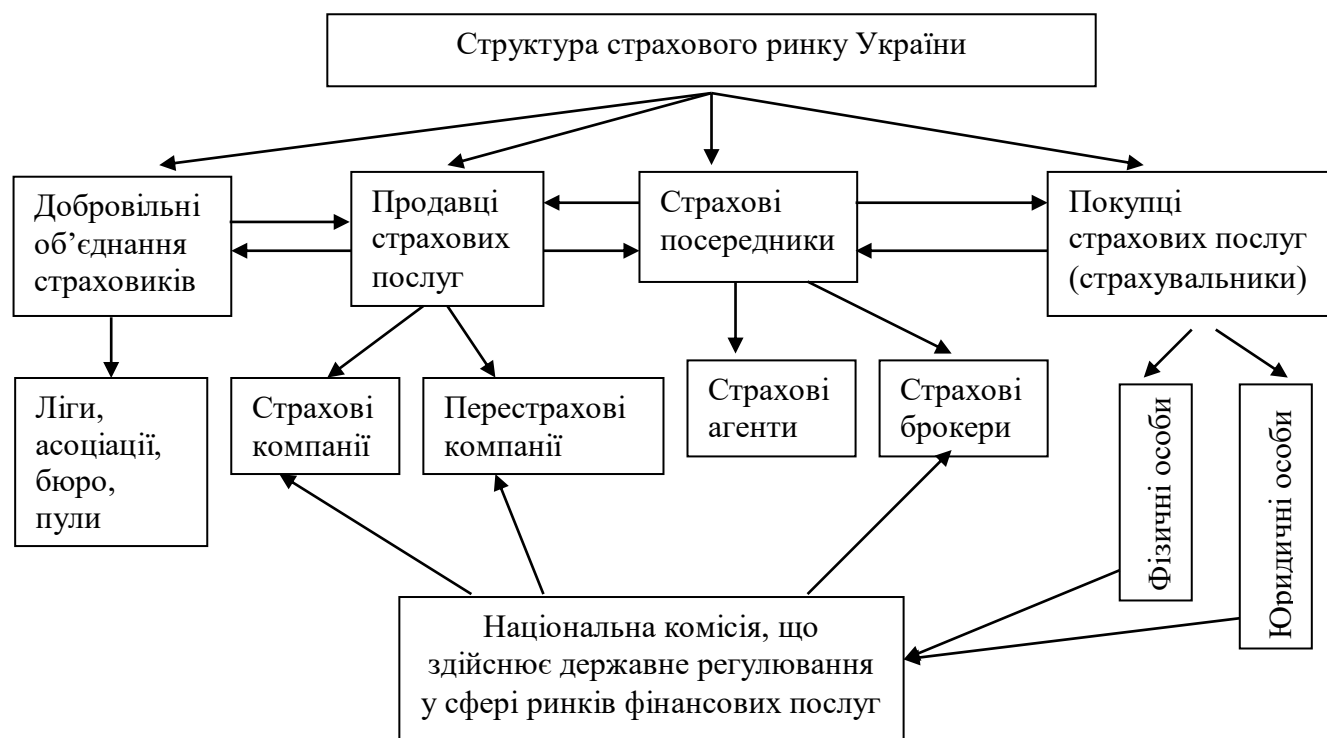 Структура страхового ринку України
Добровільні
об’єднання
страховиків
Продавці
страхових
послуг
Страхові
посередники
Покупці
страхових послуг
(страхувальники)
Ліги,
асоціації,
бюро,
пули
Страхові
компанії
Перестрахові
компанії
Страхові
агенти
Страхові
брокери
Фізичні особи
Юридичні особи
Національна комісія, що
здійснює державне регулювання
у сфері ринків фінансових послуг